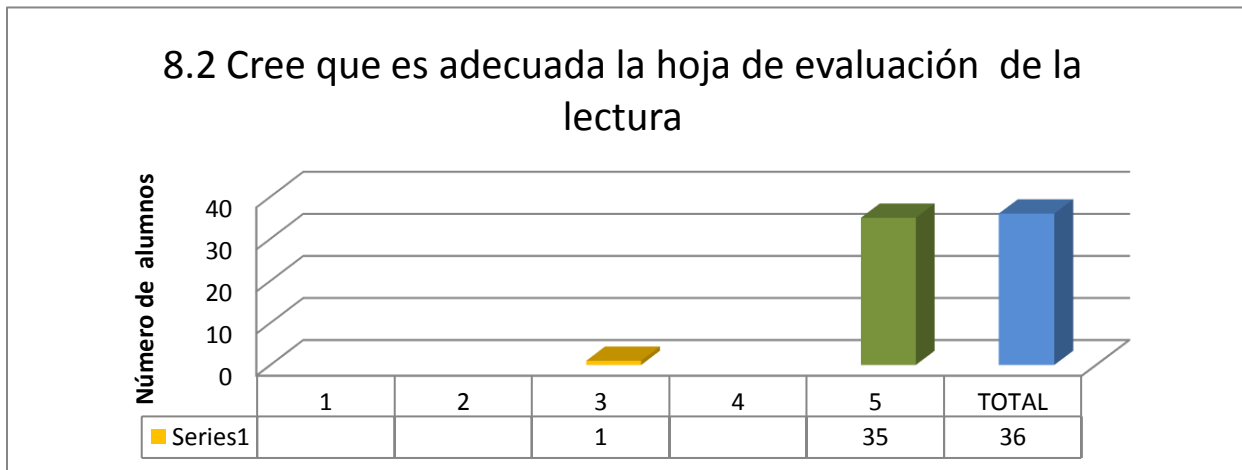 8.2 Cree que es adecuada la hoja de evaluación de la
lectura
Número de alumnos
40
30
20
10
0
1 2 3 4 5 TOTAL
Series1 1 35 36